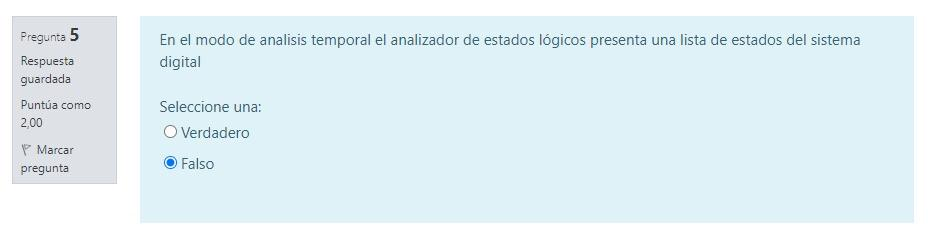 Pregunta 5
Respuesta
guardada
Puntúa como
2,00
Marcar
pregunta
En el modo de analisis temporal el analizador de estados lógicos presenta una lista de estados del sistema
digital
Seleccione una:
Verdadero
Falso